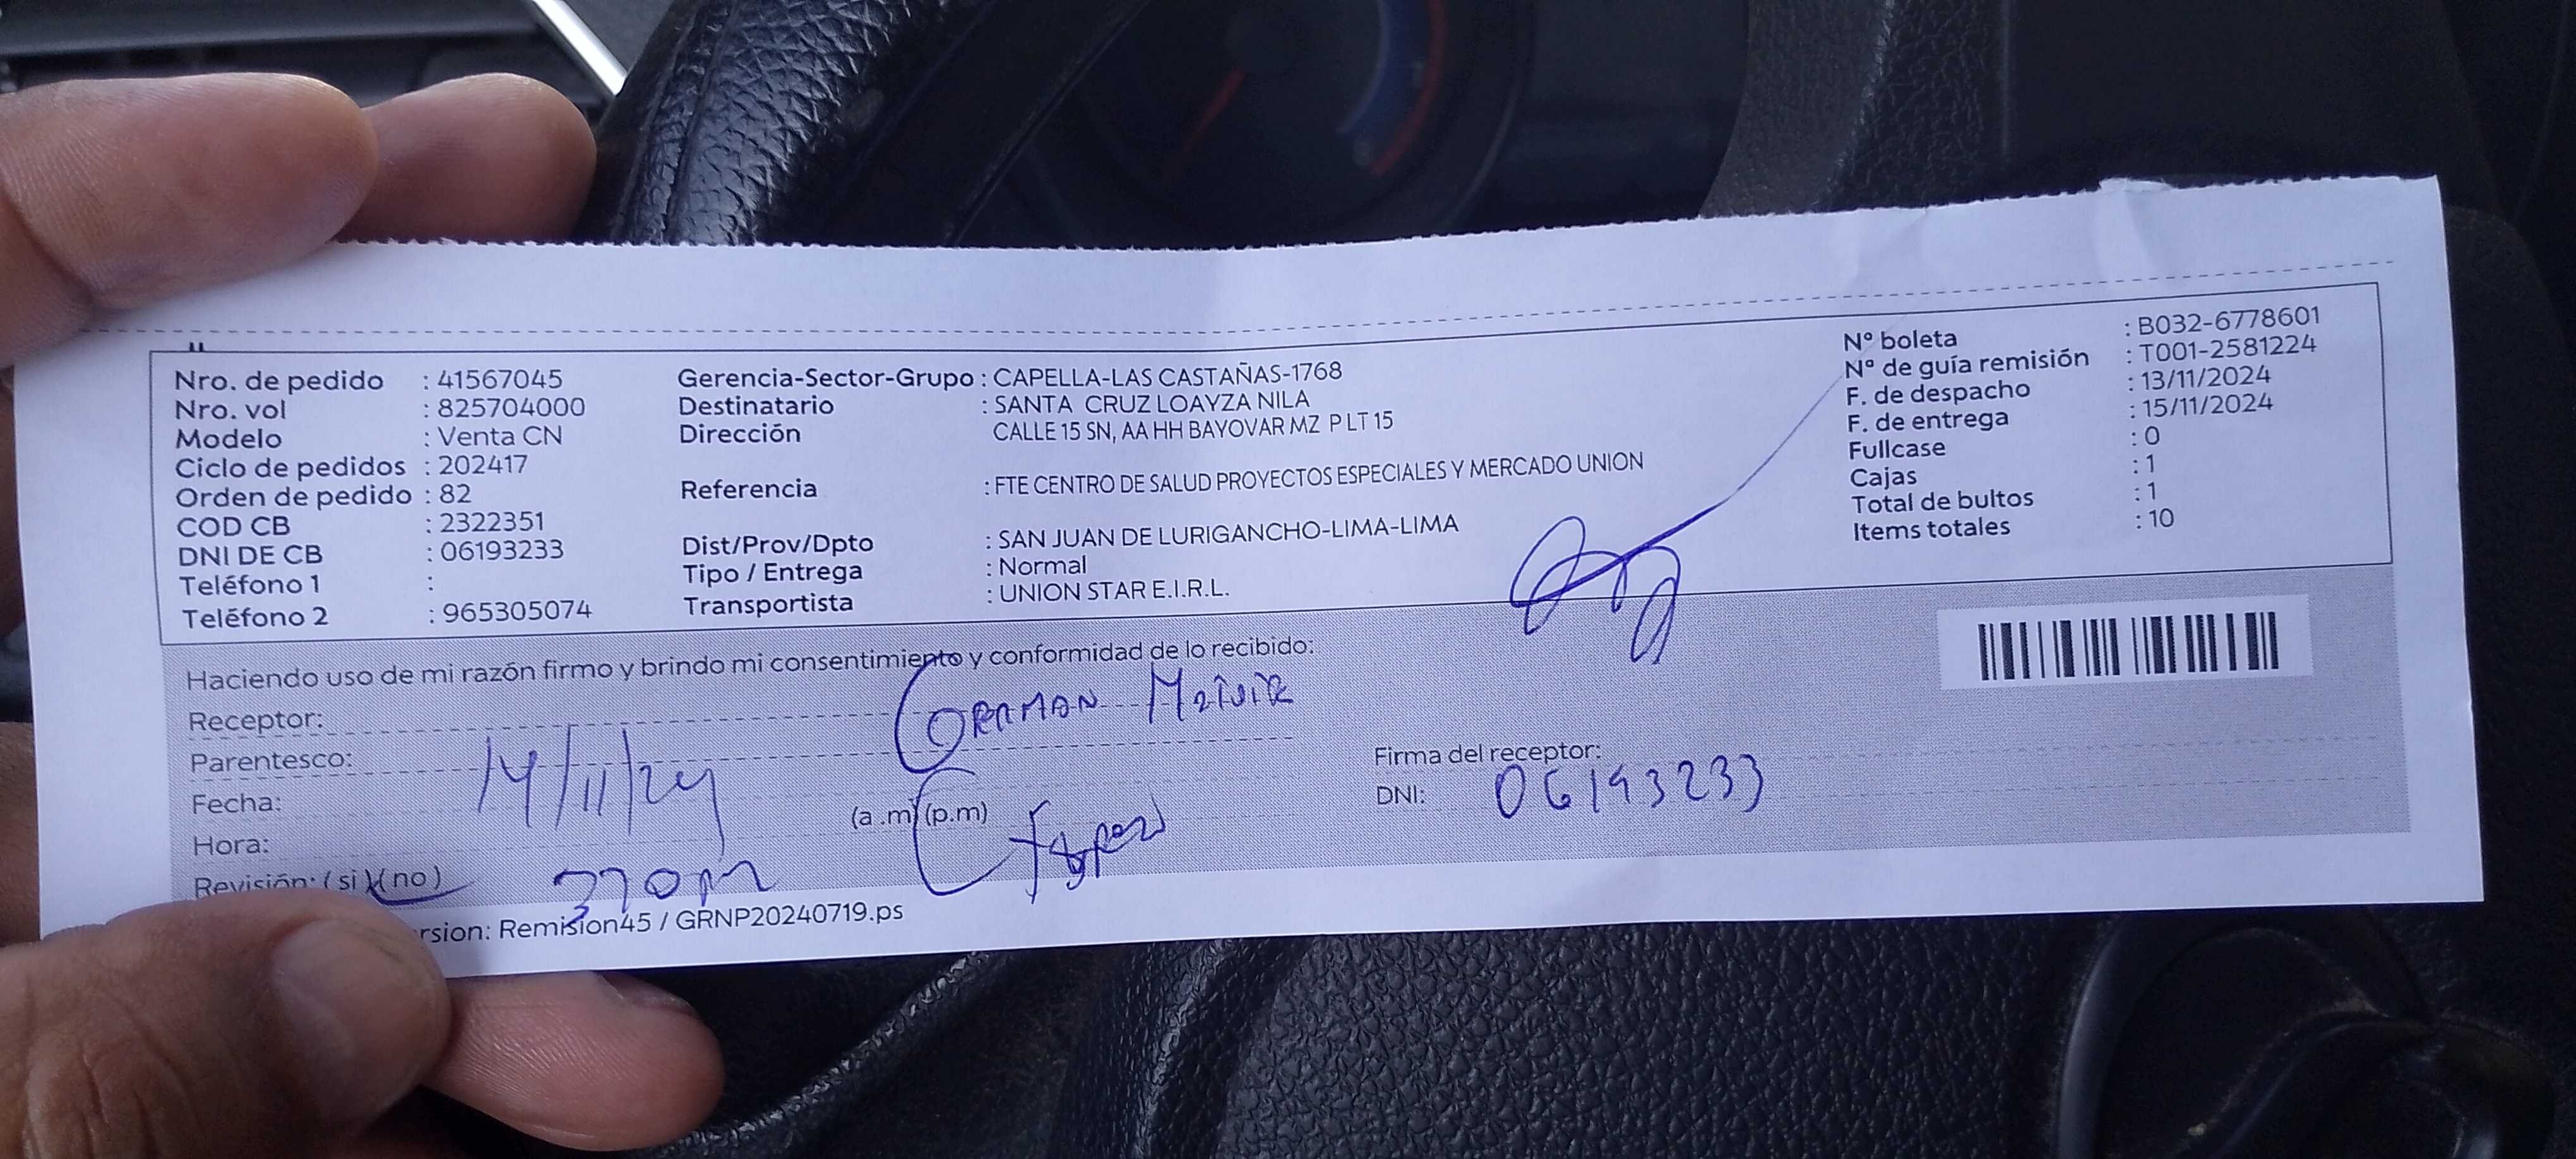 Nro. de pedido : 41567045
Nro. vol : 825704000
Modelo : Venta CN
Ciclo de pedidos : 202417
Orden de pedido : 82
COD CB : 2322351
DNI DE CB : 06193233
Teléfono 1 :
Teléfono 2 : 965305074
Gerencia-Sector-Grupo : CAPELLA-LAS CASTAÑAS-1768
Destinatario : SANTA CRUZ LOAYZA NILA
Dirección CALLE 15 SN, AA HH BAYOVAR MZ P LT 15
Referencia : FTE CENTRO DE SALUD PROYECTOS ESPECIALES Y MERCADO UNION
Dist/Prov/Dpto : SAN JUAN DE LURIGANCHO-LIMA-LIMA
Tipo / Entrega : Normal
Transportista : UNION STAR E.I.R.L.
Nº boleta : B032-6778601
Nº de guía remisión : T001-2581224
F. de despacho : 13/11/2024
F. de entrega : 15/11/2024
Fullcase : 0
Cajas : 1
Total de bultos : 1
Items totales : 10
Haciendo uso de mi razón firmo y brindo mi consentimiento y conformidad de lo recibido:
Receptor:
Parentesco:
Fecha: 14/11/24
Hora: (a.m) (p.m)
Revisión: (si) (no)
Firma del receptor:
DNI: 06193233
rsion: Remision45 / GRNP20240719.ps